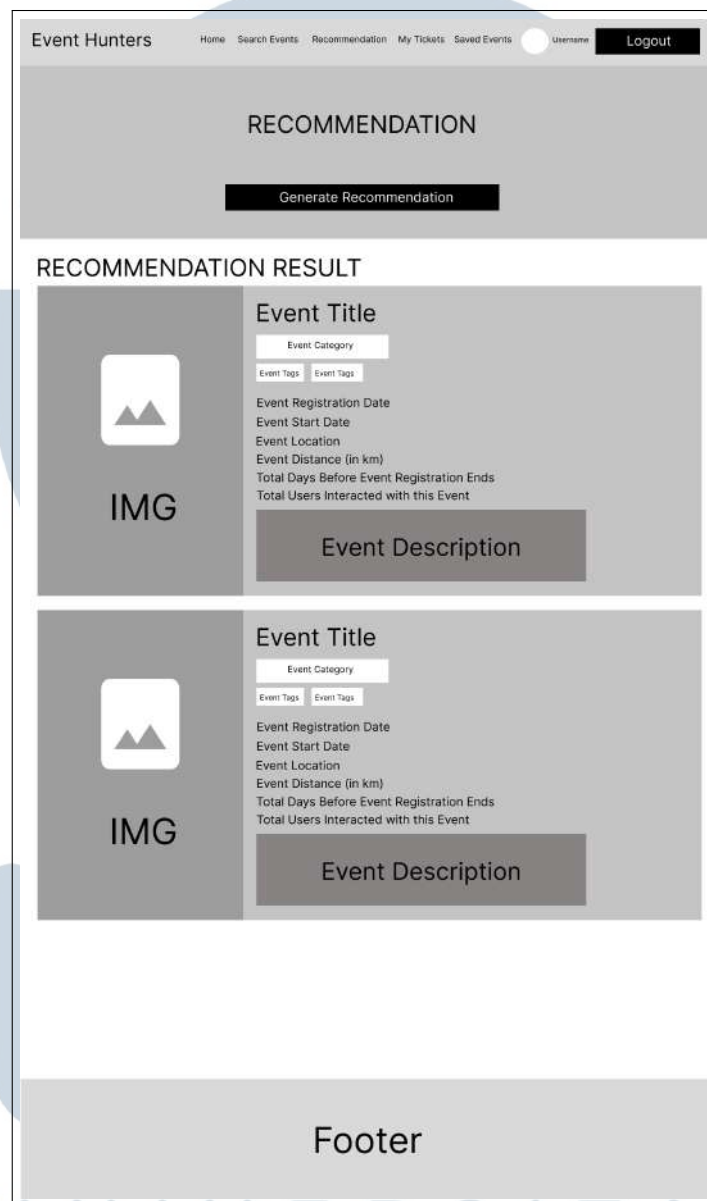 Event Hunters Home Search Events Recommendation My Tickets Saved Events Username Logout
RECOMMENDATION
Generate Recommendation
RECOMMENDATION RESULT
IMG
Event Title
Event Category
Event Tags Event Tags
Event Registration Date
Event Start Date
Event Location
Event Distance (in km)
Total Days Before Event Registration Ends
Total Users Interacted with this Event
Event Description
IMG
Event Title
Event Category
Event Tags Event Tags
Event Registration Date
Event Start Date
Event Location
Event Distance (in km)
Total Days Before Event Registration Ends
Total Users Interacted with this Event
Event Description
Footer